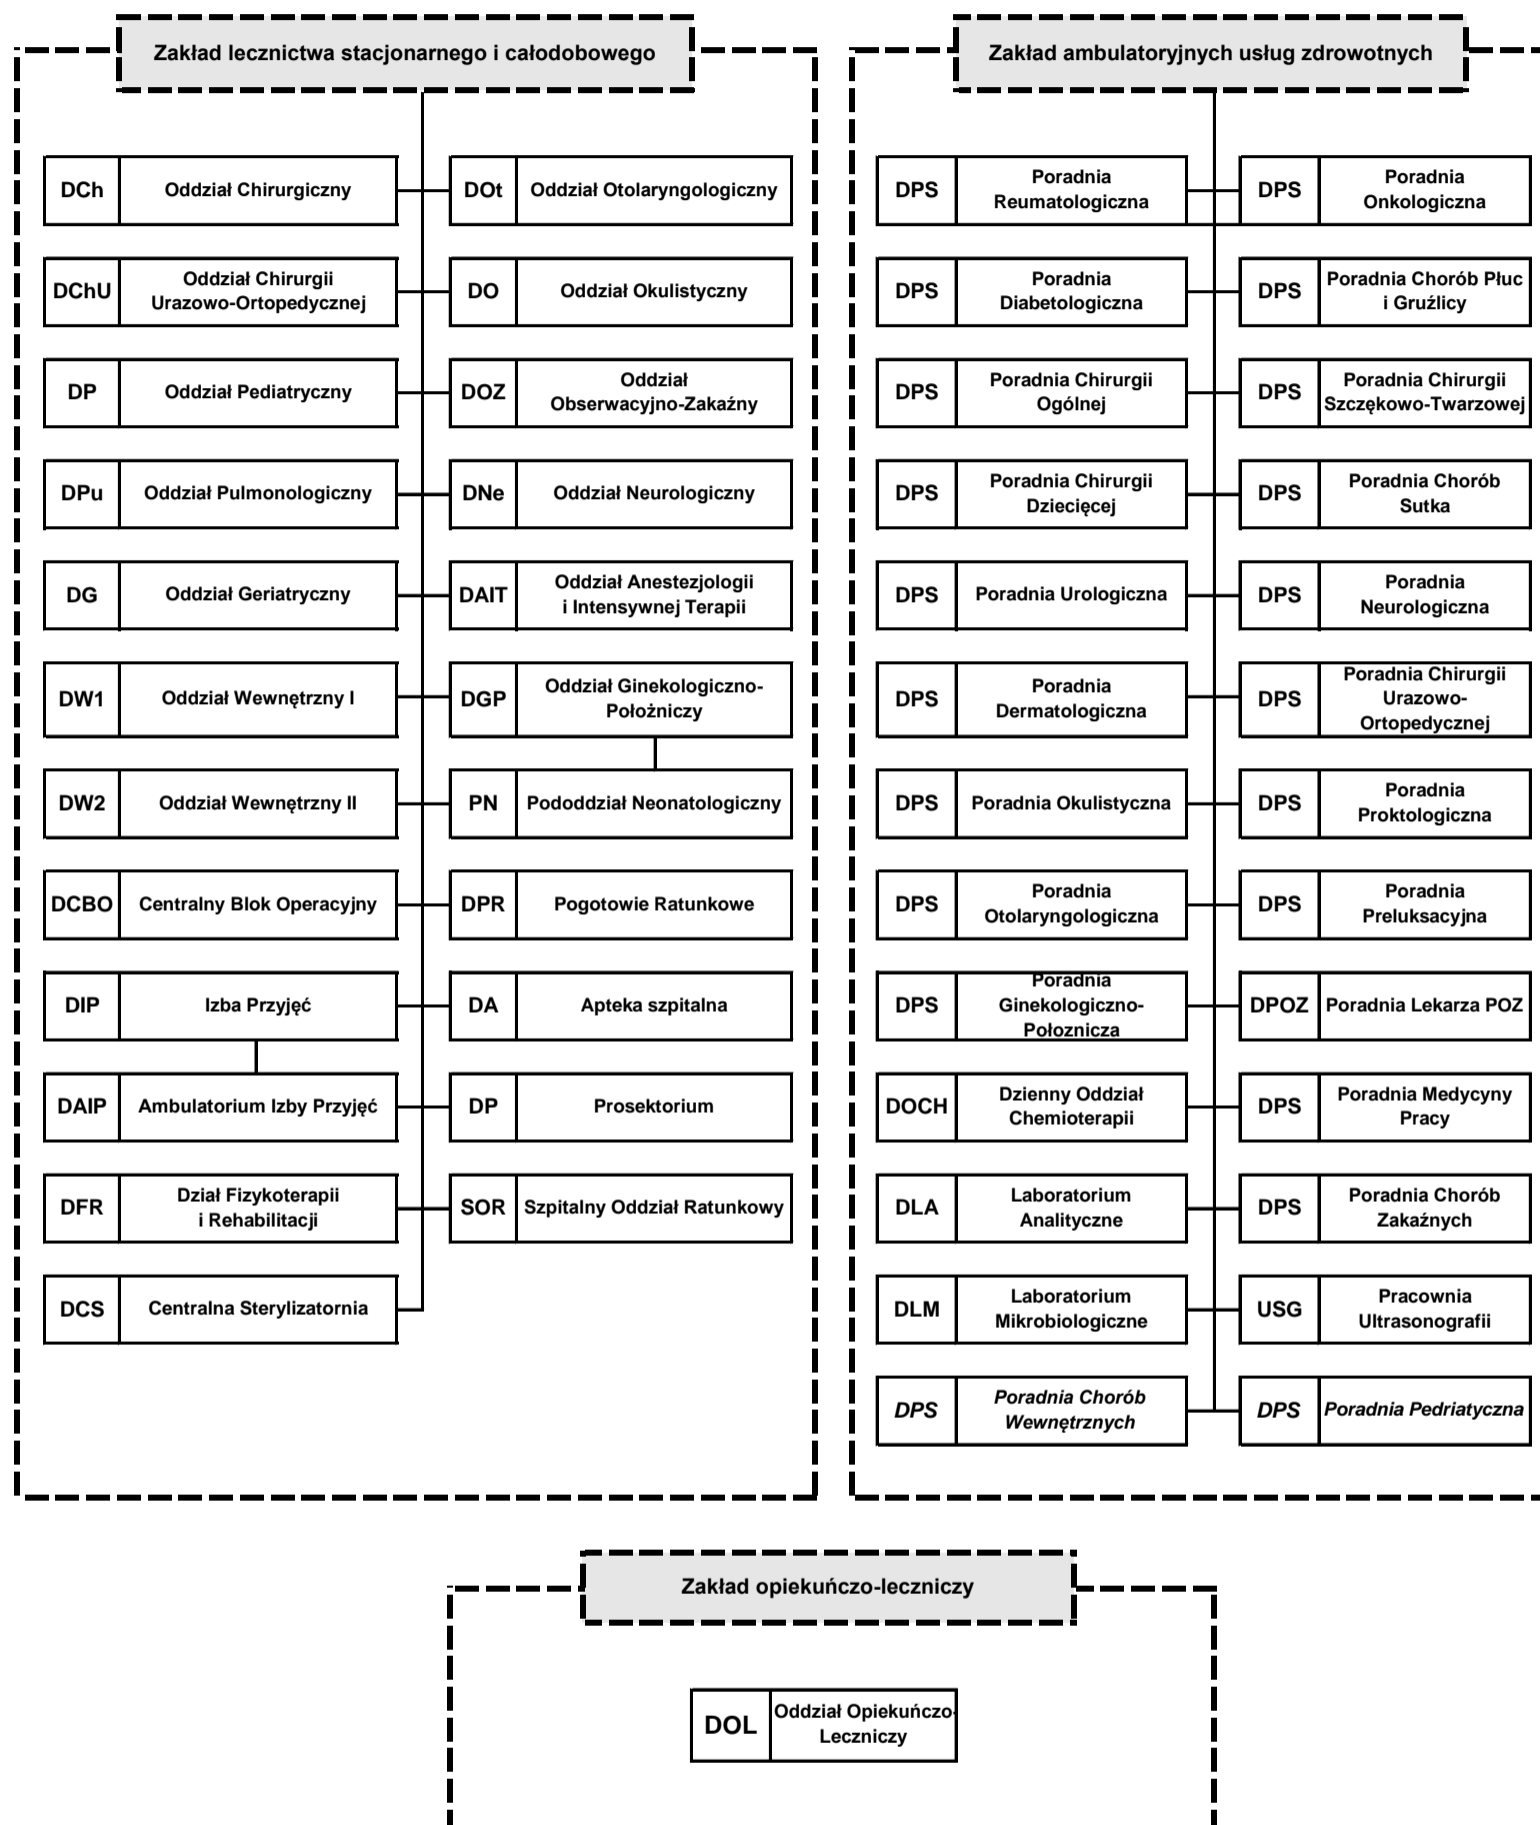 Zakład lecznictwa stacjonarnego i całodobowego
DCh
Oddział Chirurgiczny
DOt
Oddział Otolaryngologiczny
DChU
Oddział Chirurgii
Urazowo-Ortopedycznej
DO
Oddział Okulistyczny
DP
Oddział Pediatryczny
DOZ
Oddział
Obserwacyjno-Zakaźny
DPu
Oddział Pulmonologiczny
DNe
Oddział Neurologiczny
DG
Oddział Geriatryczny
DAIT
Oddział Anestezjologii
i Intensywnej Terapii
DW1
Oddział Wewnętrzny I
DGP
Oddział Ginekologiczno-
Położniczy
DW2
Oddział Wewnętrzny II
PN
Pododdział Neonatologiczny
DCBO
Centralny Blok Operacyjny
DPR
Pogotowie Ratunkowe
DIP
Izba Przyjęć
DA
Apteka szpitalna
DAIP
Ambulatorium Izby Przyjęć
DP
Prosektorium
DFR
Dział Fizykoterapii
i Rehabilitacji
SOR
Szpitalny Oddział Ratunkowy
DCS
Centralna Sterylizatornia
Zakład ambulatoryjnych usług zdrowotnych
DPS
Poradnia
Reumatologiczna
DPS
Poradnia
Onkologiczna
DPS
Poradnia
Diabetologiczna
DPS
Poradnia Chorób Płuc
i Gruźlicy
DPS
Poradnia Chirurgii
Ogólnej
DPS
Poradnia Chirurgii
Szczękowo-Twarzowej
DPS
Poradnia Chirurgii
Dziecięcej
DPS
Poradnia Chorób
Sutka
DPS
Poradnia Urologiczna
DPS
Poradnia
Neurologiczna
DPS
Poradnia
Dermatologiczna
DPS
Poradnia Chirurgii
Urazowo-
Ortopedycznej
DPS
Poradnia Okulistyczna
DPS
Poradnia
Proktologiczna
DPS
Poradnia
Otolaryngologiczna
DPS
Poradnia
Preluksacyjna
DPS
Poradnia
Ginekologiczno-
Połoznicza
DPOZ
Poradnia Lekarza POZ
DOCH
Dzienny Oddział
Chemioterapii
DPS
Poradnia Medycyny
Pracy
DLA
Laboratorium
Analityczne
DPS
Poradnia Chorób
Zakaźnych
DLM
Laboratorium
Mikrobiologiczne
USG
Pracownia
Ultrasonografii
DPS
Poradnia Chorób
Wewnętrznych
DPS
Poradnia Pedriatyczna
Zakład opiekuńczo-leczniczy
DOL
Oddział Opiekuńczo-
Leczniczy